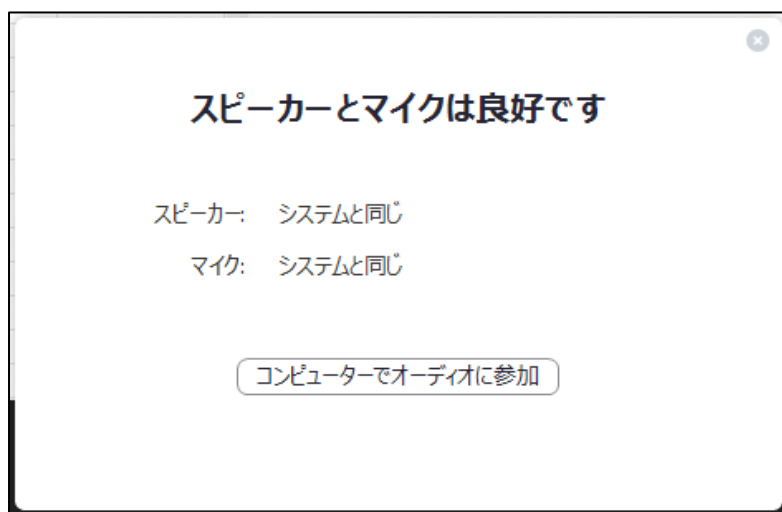 スピーカーとマイクは良好です
スピーカー: システムと同じ
マイク: システムと同じ
コンピューターでオーディオに参加